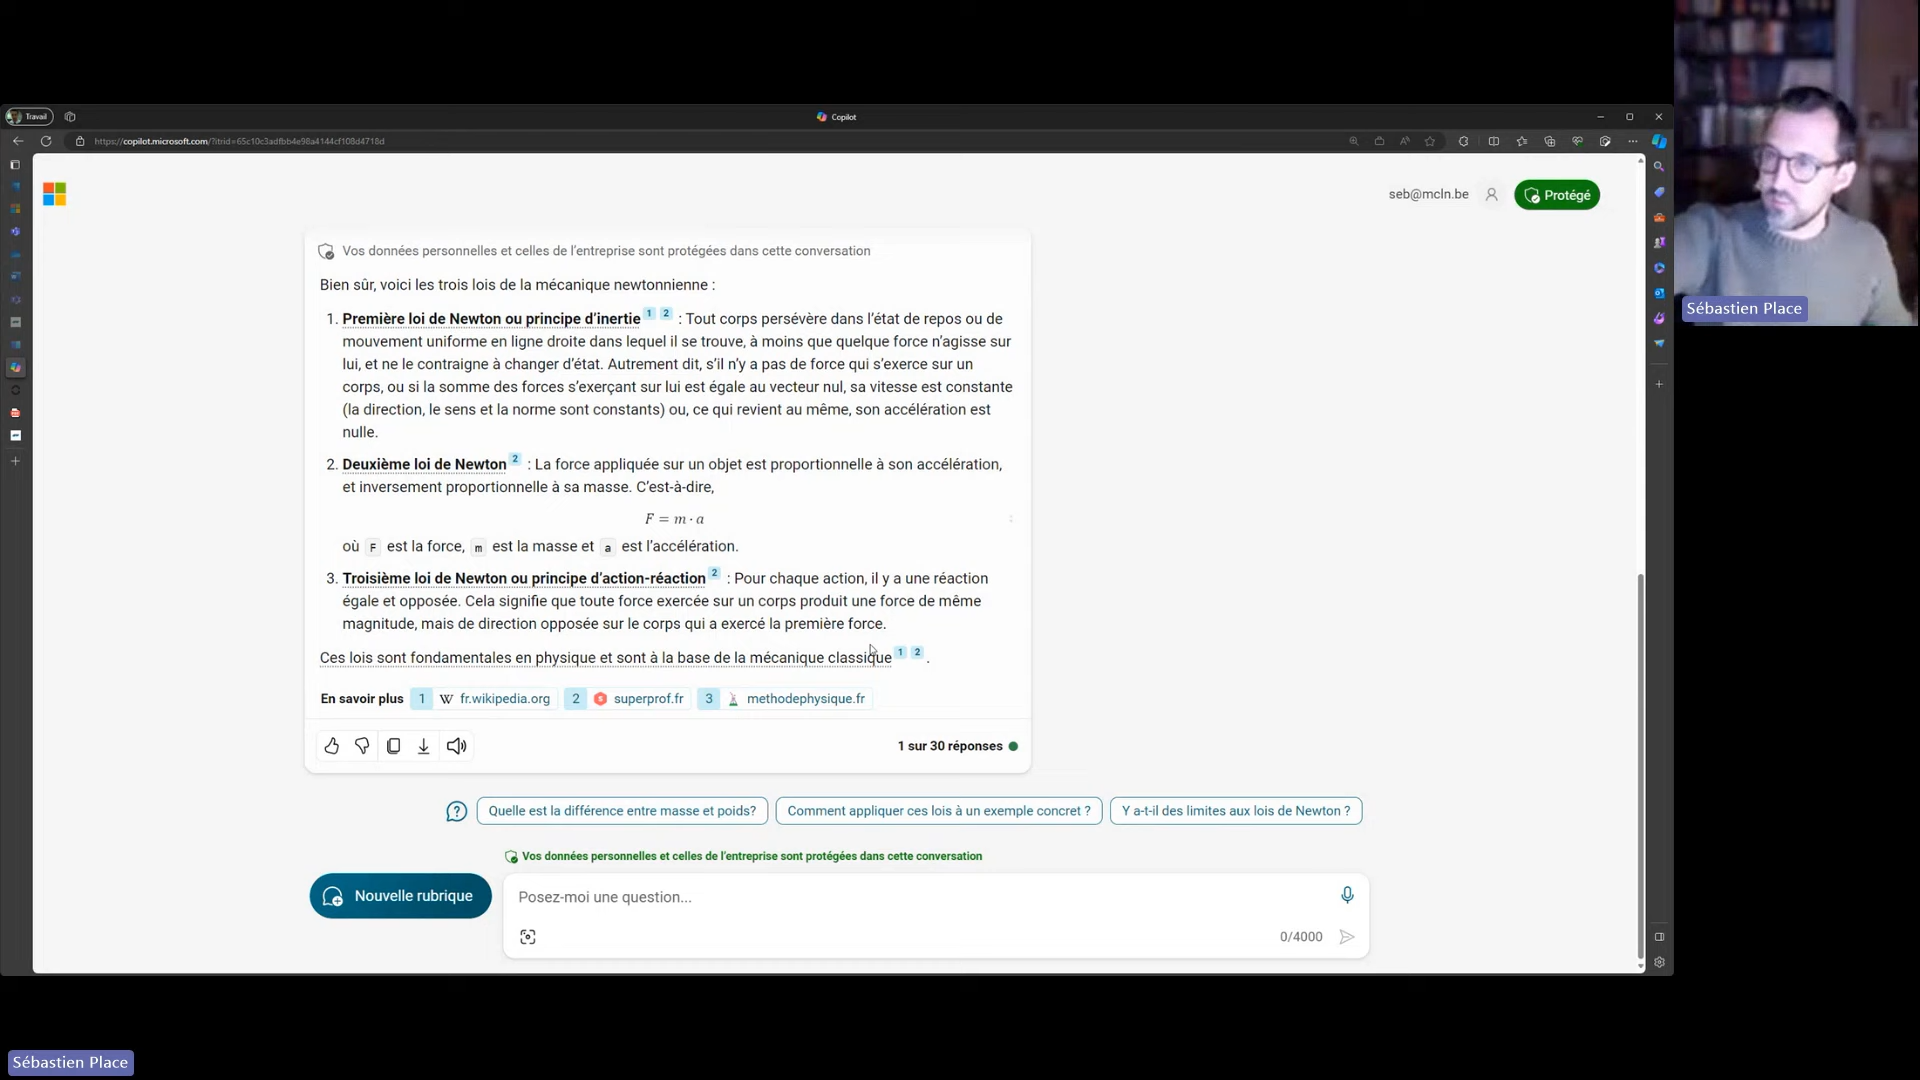 Travail
Copilot
https://copilot.microsoft.com/?itrid=65c10c3adfbb4e98a4144cf108d4718d
seb@mcln.be
Protégé
Vos données personnelles et celles de l’entreprise sont protégées dans cette conversation
Bien sûr, voici les trois lois de la mécanique newtonnienne :
1. Première loi de Newton ou principe d’inertie 1 2 : Tout corps persévère dans l’état de repos ou de
mouvement uniforme en ligne droite dans lequel il se trouve, à moins que quelque force n’agisse sur
lui, et ne le contraigne à changer d’état. Autrement dit, s’il n’y a pas de force qui s’exerce sur un
corps, ou si la somme des forces s’exerçant sur lui est égale au vecteur nul, sa vitesse est constante
(la direction, le sens et la norme sont constants) ou, ce qui revient au même, son accélération est
nulle.
2. Deuxième loi de Newton 2 : La force appliquée sur un objet est proportionnelle à son accélération,
et inversement proportionnelle à sa masse. C’est-à-dire,
F = m · a
où F est la force, m est la masse et a est l’accélération.
3. Troisième loi de Newton ou principe d’action-réaction 2 : Pour chaque action, il y a une réaction
égale et opposée. Cela signifie que toute force exercée sur un corps produit une force de même
magnitude, mais de direction opposée sur le corps qui a exercé la première force.
Ces lois sont fondamentales en physique et sont à la base de la mécanique classique 1 2 .
En savoir plus 1 W fr.wikipedia.org 2 superprof.fr 3 methodephysique.fr
1 sur 30 réponses
Quelle est la différence entre masse et poids? Comment appliquer ces lois à un exemple concret ? Y a-t-il des limites aux lois de Newton ?
Vos données personnelles et celles de l’entreprise sont protégées dans cette conversation
Nouvelle rubrique
Posez-moi une question...
0/4000
Sébastien Place
Sébastien Place